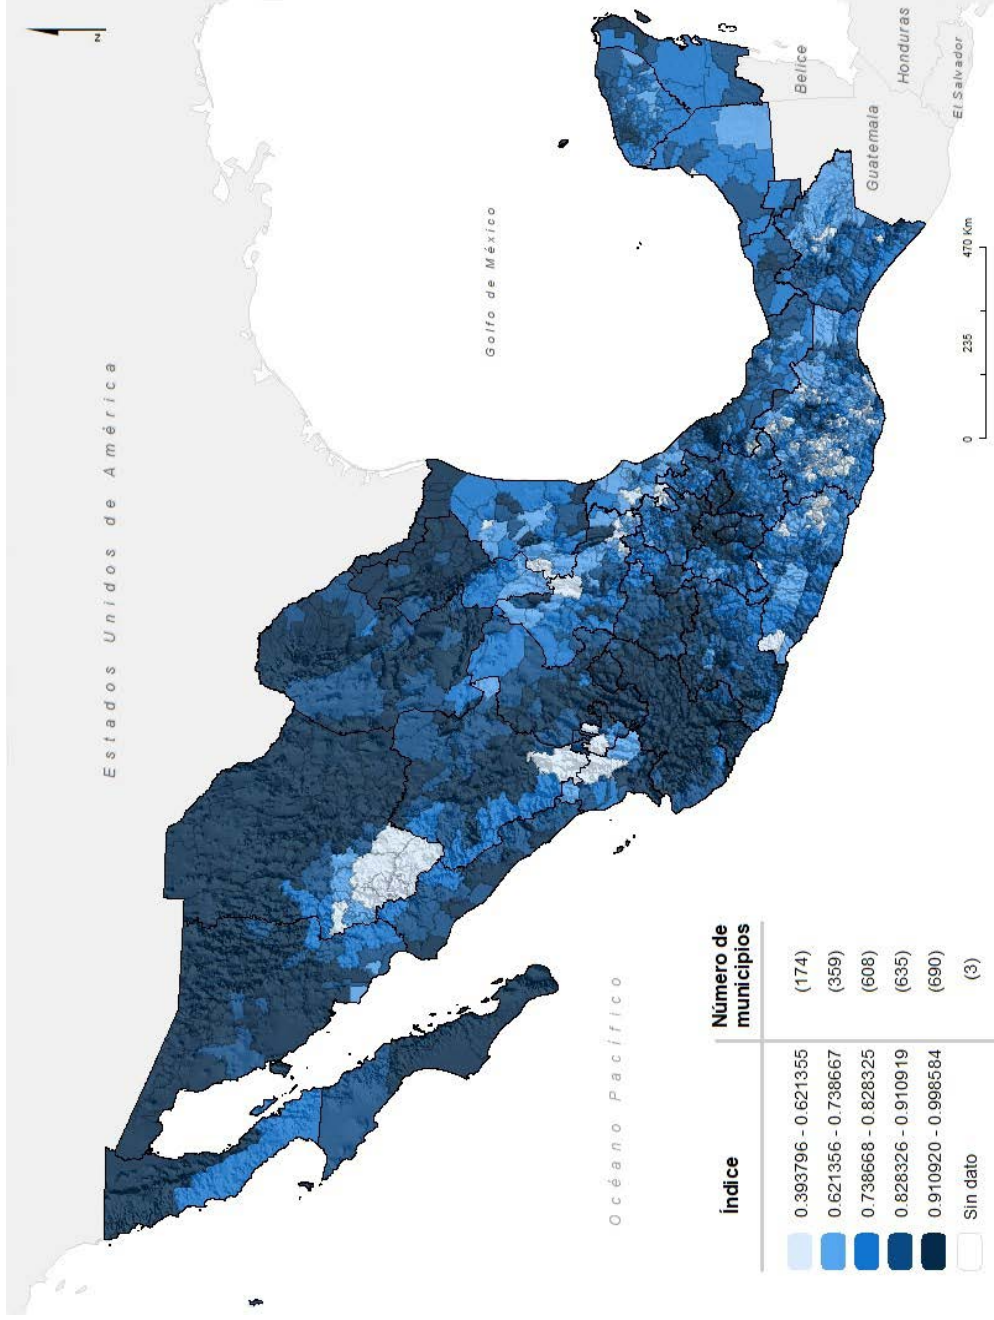 N
Estados Unidos de América
Golfo de México
Belice
Guatemala
Honduras
El Salvador
Océano Pacífico
0 235 470 Km
Índice Número de
municipios
0.393796 - 0.621355 (174)
0.621356 - 0.738667 (359)
0.738668 - 0.828325 (608)
0.828326 - 0.910919 (635)
0.910920 - 0.998584 (690)
Sin dato (3)